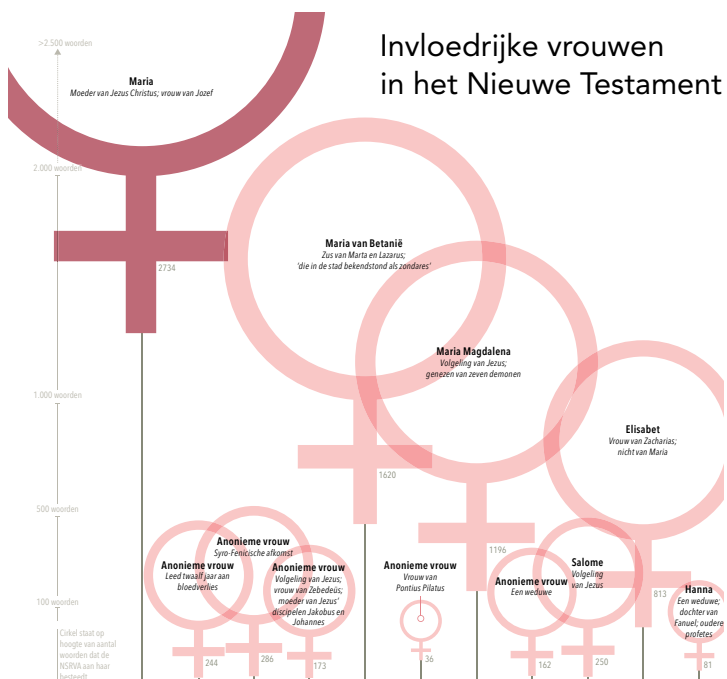 Invloedrijke vrouwen
in het Nieuwe Testament
>2.500 woorden
Maria
Moeder van Jezus Christus; vrouw van Jozef
2.000 woorden
2734
Maria van Betanië
Zus van Marta en Lazarus;
'die in de stad bekendstond als zondares'
1620
Maria Magdalena
Volgeling van Jezus;
genezen van zeven demonen
1196
1.000 woorden
Elisabet
Vrouw van Zacharias;
nicht van Maria
813
500 woorden
Anonieme vrouw
Leed twaalf jaar aan
bloedverlies
244
Anonieme vrouw
Syro-Fenicische afkomst
286
Anonieme vrouw
Volgeling van Jezus;
vrouw van Zebedeüs;
moeder van Jezus'
discipelen Jakobus en
Johannes
173
Anonieme vrouw
Vrouw van
Pontius Pilatus
36
Anonieme vrouw
Een weduwe
162
Salome
Volgeling
van Jezus
250
Hanna
Een weduwe;
dochter van
Fanuel; oudere
profetes
81
100 woorden
Cirkel staat op
hoogte van aantal
woorden dat de
NSRVA aan haar
besteedt